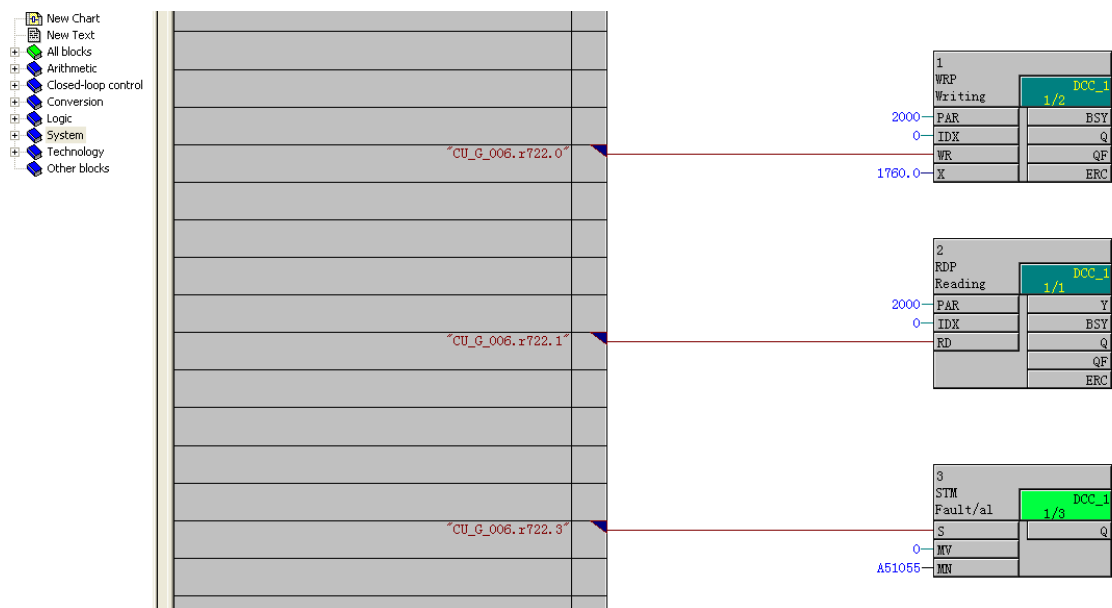 New Chart
New Text
All blocks
Arithmetic
Closed-loop control
Conversion
Logic
System
Technology
Other blocks
1
WRP
Writing
DCC_1
1/2
2000 PAR BSY
0 IDX Q
"CU_G_006.r722.0" WR QF
1760.0 X ERC
2
RDP
Reading
DCC_1
1/1
2000 PAR Y
0 IDX BSY
"CU_G_006.r722.1" RD Q
QF
ERC
3
STM
Fault/al
DCC_1
1/3
"CU_G_006.r722.3" S Q
0 MV
A51055 MN